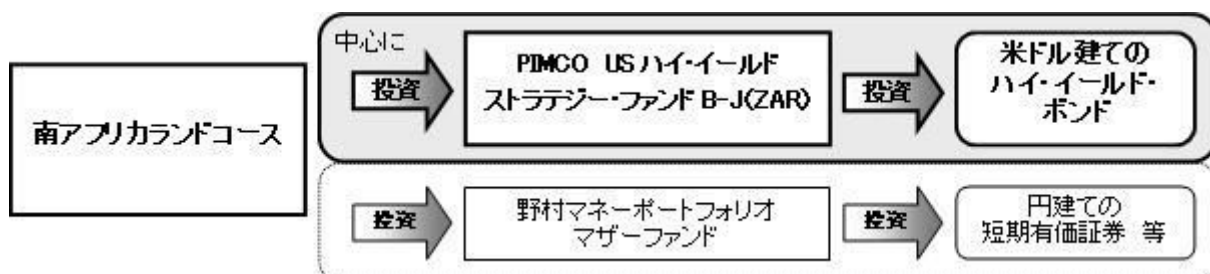 南アフリカランドコース
中心に
投資
PIMCO USハイ・イールド
ストラテジー・ファンド B-J(ZAR)
投資
米ドル建ての
ハイ・イールド・
ボンド
投資
野村マネーポートフォリオ
マザーファンド
投資
円建ての
短期有価証券 等